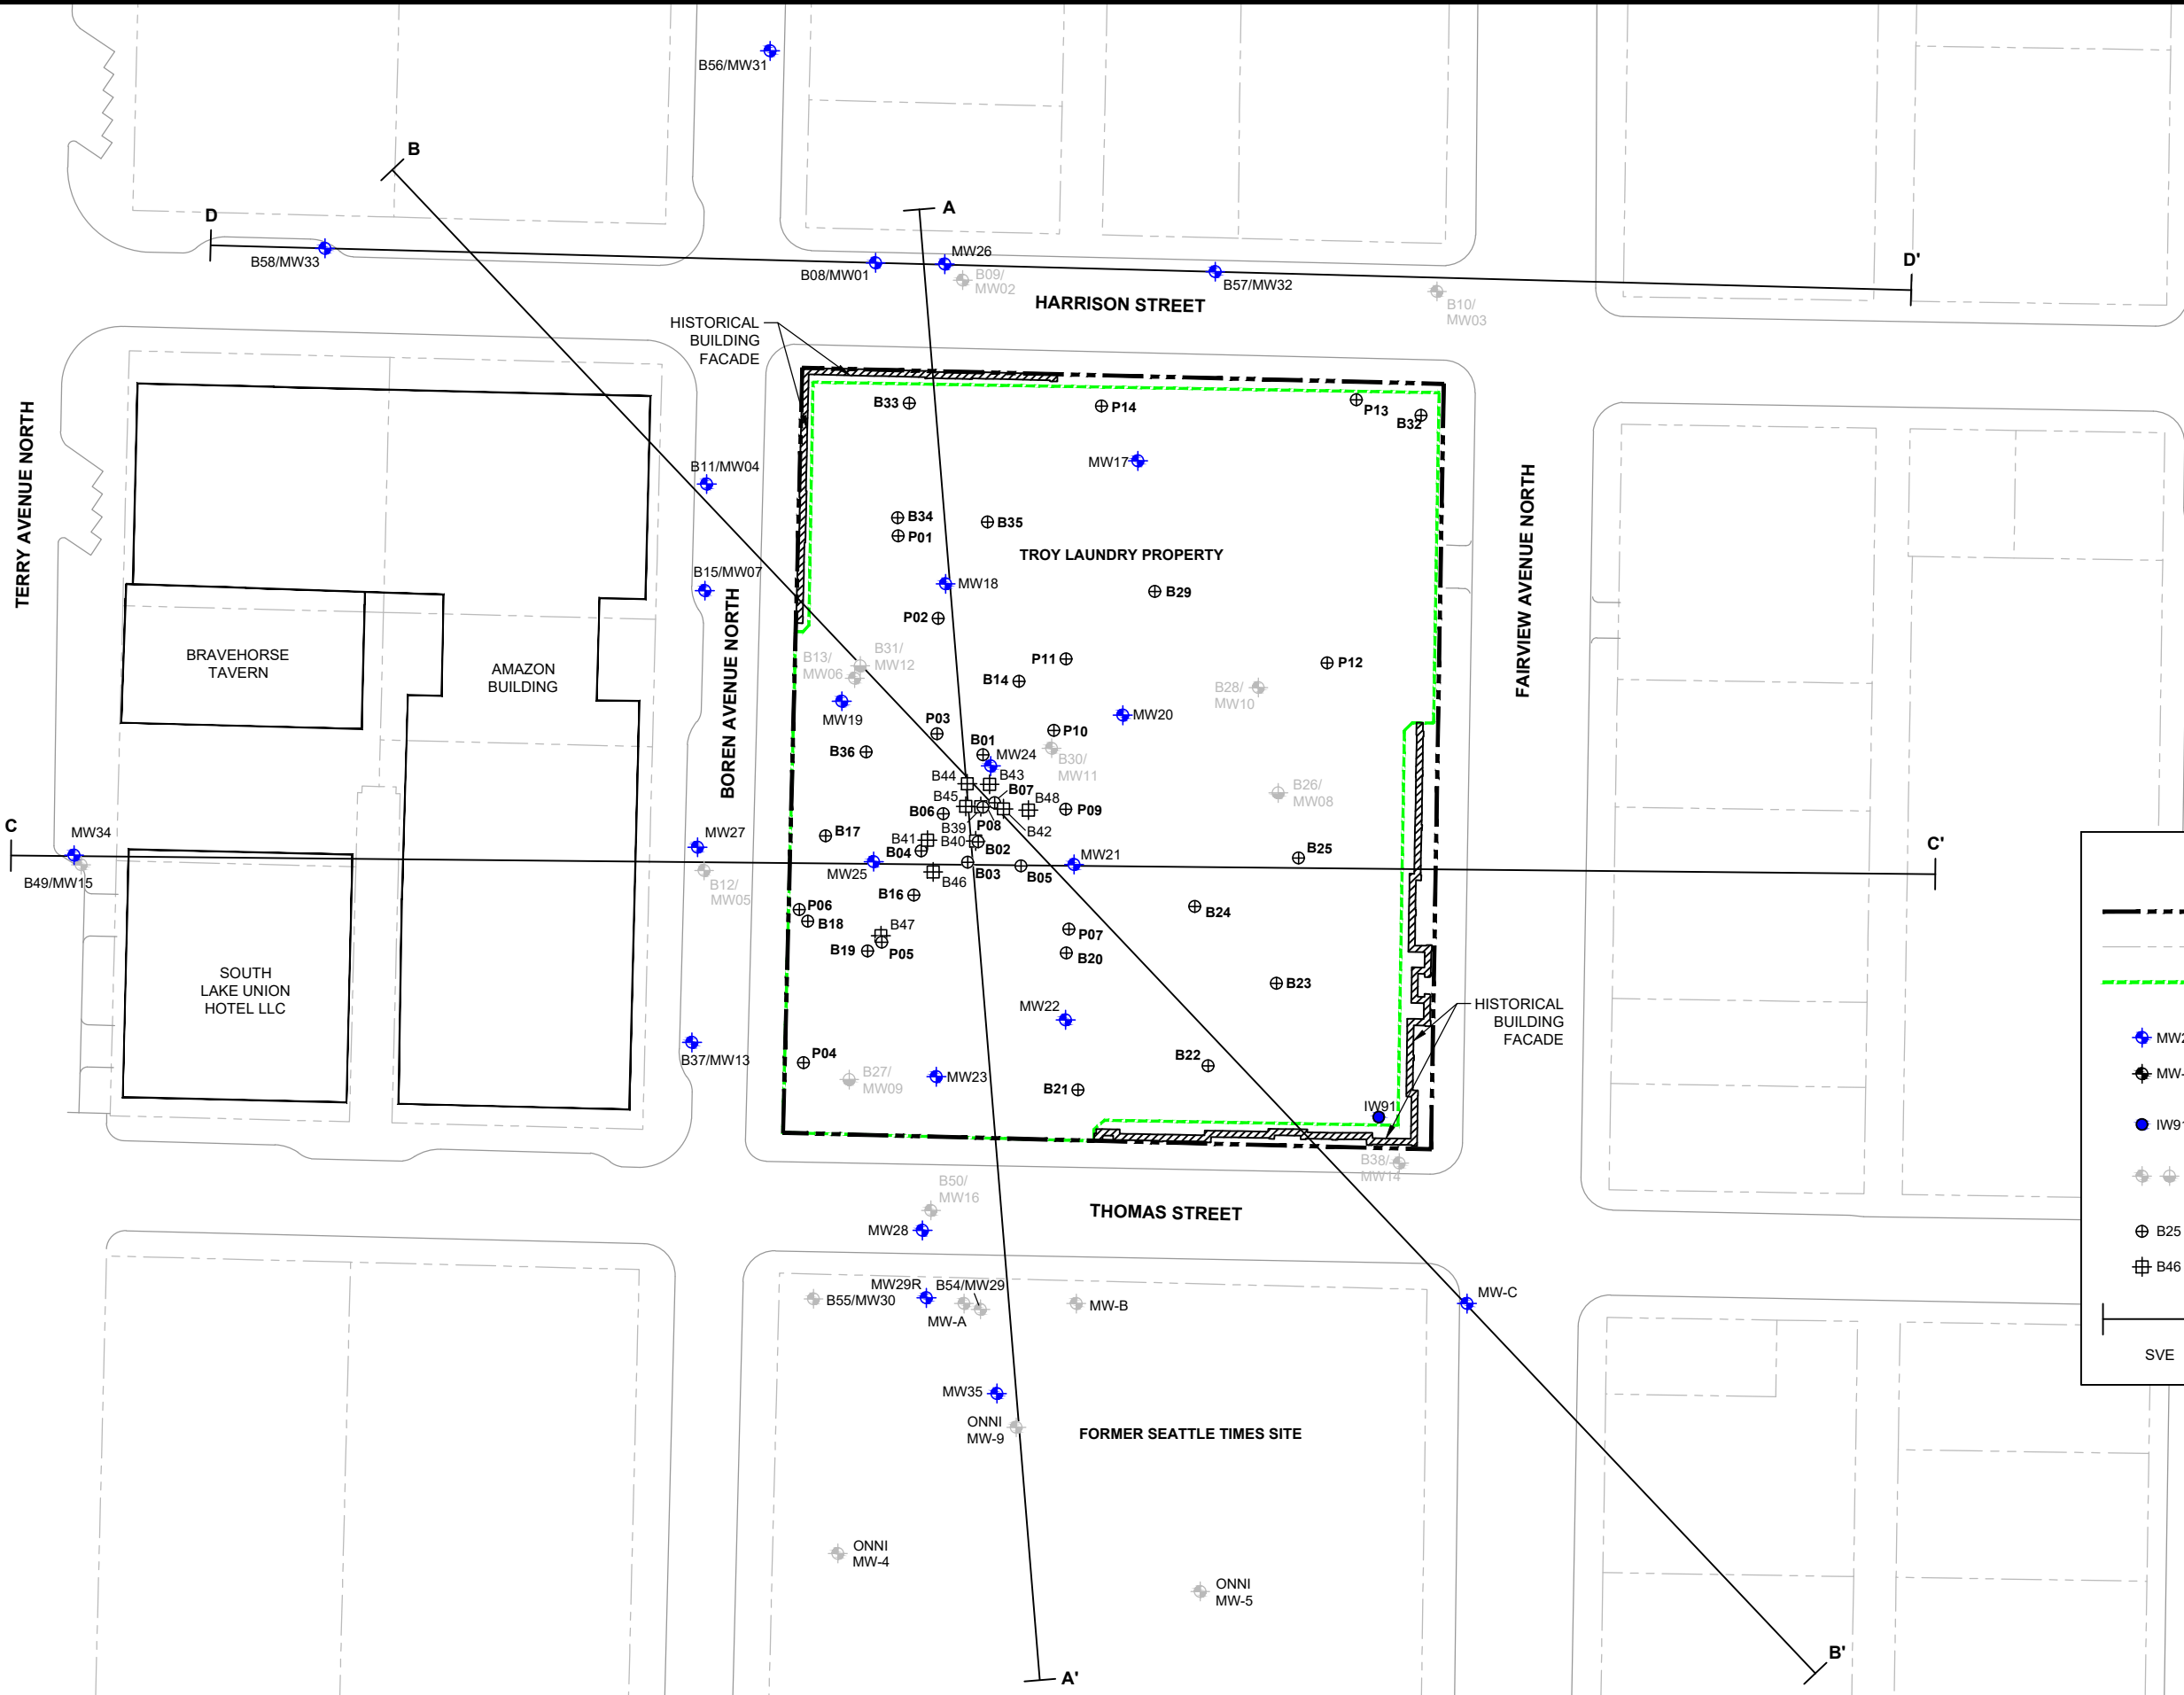 B56/MW31
B
D
A
B58/MW33
B08/MW01
MW26
B09/
MW02
B57/MW32
D'
B10/
MW03
HARRISON STREET
HISTORICAL
BUILDING
FACADE
TERRY AVENUE NORTH
B33
P14
P13
B32
B11/MW04
MW17
B34
P01
B35
TROY LAUNDRY PROPERTY
FAIRVIEW AVENUE NORTH
B15/MW07
BOREN AVENUE NORTH
MW18
B29
P02
BRAVEHORSE
TAVERN
AMAZON
BUILDING
B13/
MW06
B31/
MW12
P11
B14
P12
B28/
MW10
MW19
MW20
P03
P10
B36
B01
MW24
B30/
MW11
B44
B43
B07
B45
B48
B06
P09
B26/
MW08
B39
P08
B42
C
MW34
MW27
B17
B41
B40
B02
B04
MW25
B03
B05
MW21
B25
C'
B49/MW15
B12/
MW05
B46
B16
P06
B18
B47
B19
P05
B24
P07
B20
B23
SOUTH
LAKE UNION
HOTEL LLC
MW22
HISTORICAL
BUILDING
FACADE
B37/MW13
P04
B27/
MW09
MW23
B22
B21
IW91
B38/
MW14
B50/
MW16
MW28
THOMAS STREET
B55/MW30
MW29R
B54/MW29
MW-A
MW-B
MW-C
MW35
ONNI
MW-9
FORMER SEATTLE TIMES SITE
ONNI
MW-4
ONNI
MW-5
A'
B'
MW2
MW-
IW91
B25
B46
SVE